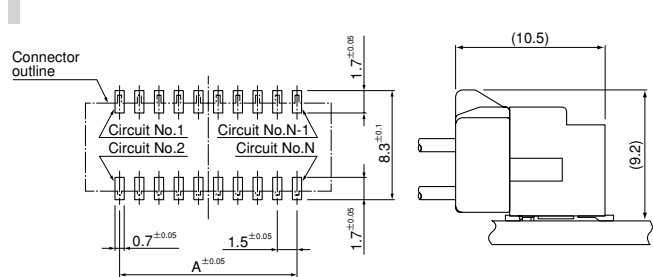 Connector
outline
1.7±0.05
(10.5)
Circuit No.1
Circuit No.N-1
Circuit No.2
Circuit No.N
8.3±0.1
(9.2)
0.7±0.05
1.5±0.05
1.7±0.05
A±0.05